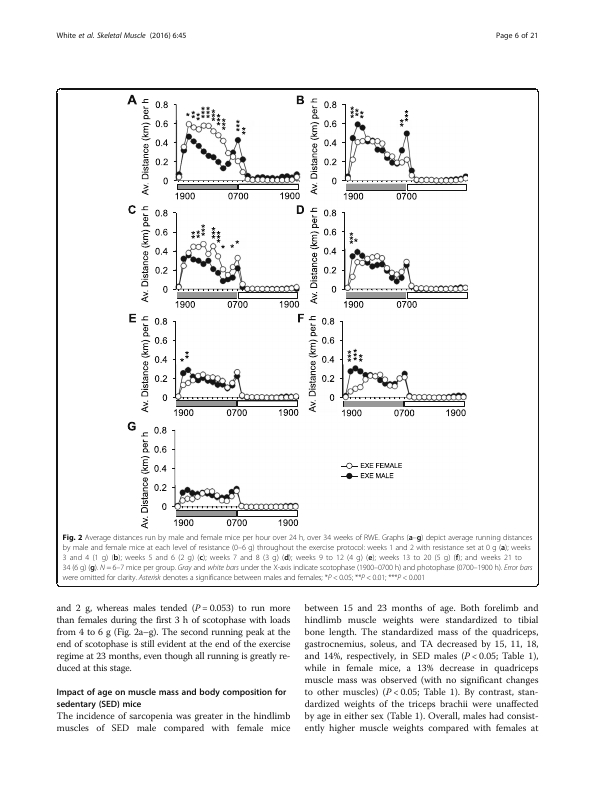 White et al. Skeletal Muscle (2016) 6:45
Page 6 of 21
A
B
Av. Distance (km) per h
0.8
0.6
0.4
0.2
0
1900
0700
1900
Av. Distance (km) per h
0.8
0.6
0.4
0.2
0
1900
0700
C
D
Av. Distance (km) per h
0.8
0.6
0.4
0.2
0
1900
0700
Av. Distance (km) per h
0.8
0.6
0.4
0.2
0
1900
0700
E
F
Av. Distance (km) per h
0.8
0.6
0.4
0.2
0
1900
0700
1900
Av. Distance (km) per h
0.8
0.6
0.4
0.2
0
1900
0700
1900
G
Av. Distance (km) per h
0.8
0.6
0.4
0.2
0
EXE FEMALE
EXE MALE
Fig. 2 Average distances run by male and female mice per hour over 24 h, over 34 weeks of RWE. Graphs (a–g) depict average running distances
by male and female mice at each level of resistance (0–6 g) throughout the exercise protocol: weeks 1 and 2 with resistance set at 0 g (a); weeks
3 and 4 (1 g) (b); weeks 5 and 6 (2 g) (c); weeks 7 and 8 (3 g) (d); weeks 9 to 12 (4 g) (e); weeks 13 to 20 (5 g) (f); and weeks 21 to
34 (6 g) (g). N = 6–7 mice per group. Gray and white bars under the X-axis indicate scotophase (1900–0700 h) and photophase (0700–1900 h). Error bars
were omitted for clarity. Asterisk denotes a significance between males and females; *P < 0.05; **P < 0.01; ***P < 0.001
and 2 g, whereas males tended (P = 0.053) to run more
than females during the first 3 h of scotophase with loads
from 4 to 6 g (Fig. 2a–g). The second running peak at the
end of scotophase is still evident at the end of the exercise
regime at 23 months, even though all running is greatly re-
duced at this stage.
Impact of age on muscle mass and body composition for
sedentary (SED) mice
The incidence of sarcopenia was greater in the hindlimb
muscles of SED male compared with female mice
between 15 and 23 months of age. Both forelimb and
hindlimb muscle weights were standardized to tibial
bone length. The standardized mass of the quadriceps,
gastrocnemius, soleus, and TA decreased by 15, 11, 18,
and 14%, respectively, in SED males (P < 0.05; Table 1),
while in female mice, a 13% decrease in quadriceps
muscle mass was observed (with no significant changes
to other muscles) (P < 0.05; Table 1). By contrast, stan-
dardized weights of the triceps brachii were unaffected
by age in either sex (Table 1). Overall, males had consist-
ently higher muscle weights compared with females at